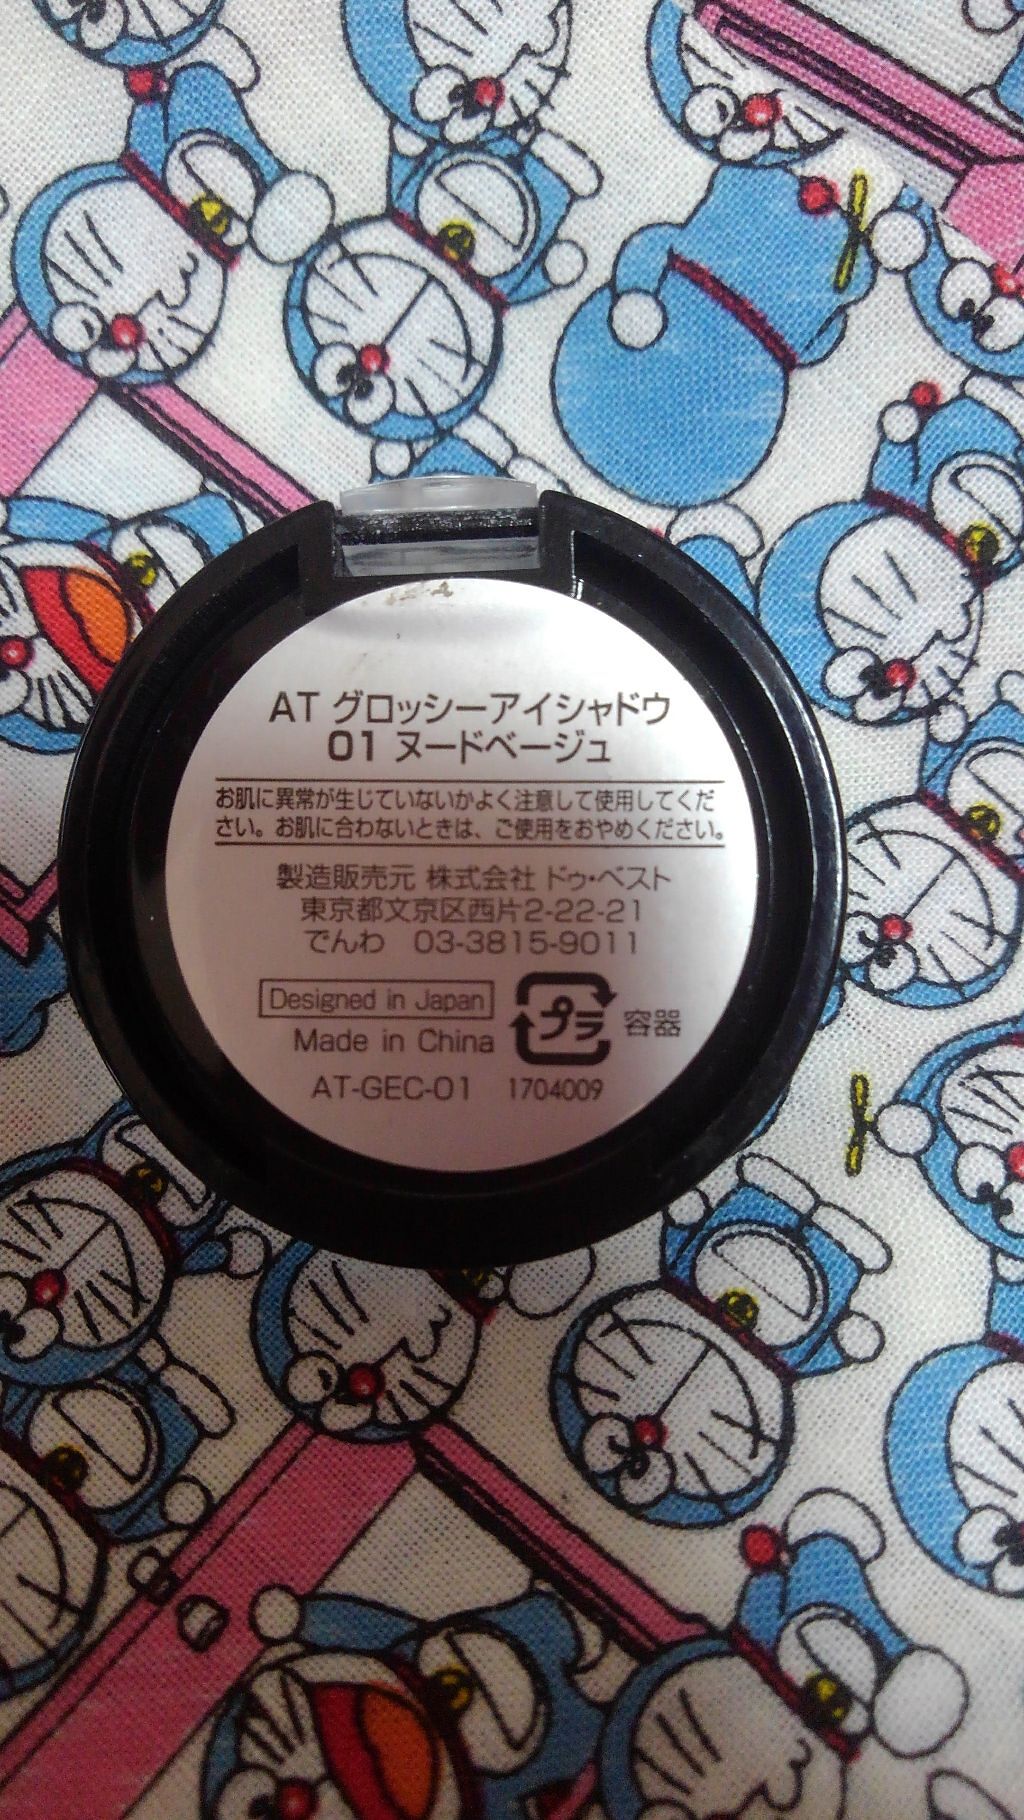 AT グロッシーアイシャドウ
01 ヌードベージュ
お肌に異常が生じていないかよく注意して使用してくだ
さい。お肌に合わないときは、ご使用をおやめください。
製造販売元 株式会社 ドゥ・ベスト
東京都文京区西片2-22-21
でんわ 03-3815-9011
Designed in Japan
プラ 容器
Made in China
AT-GEC-01 1704009